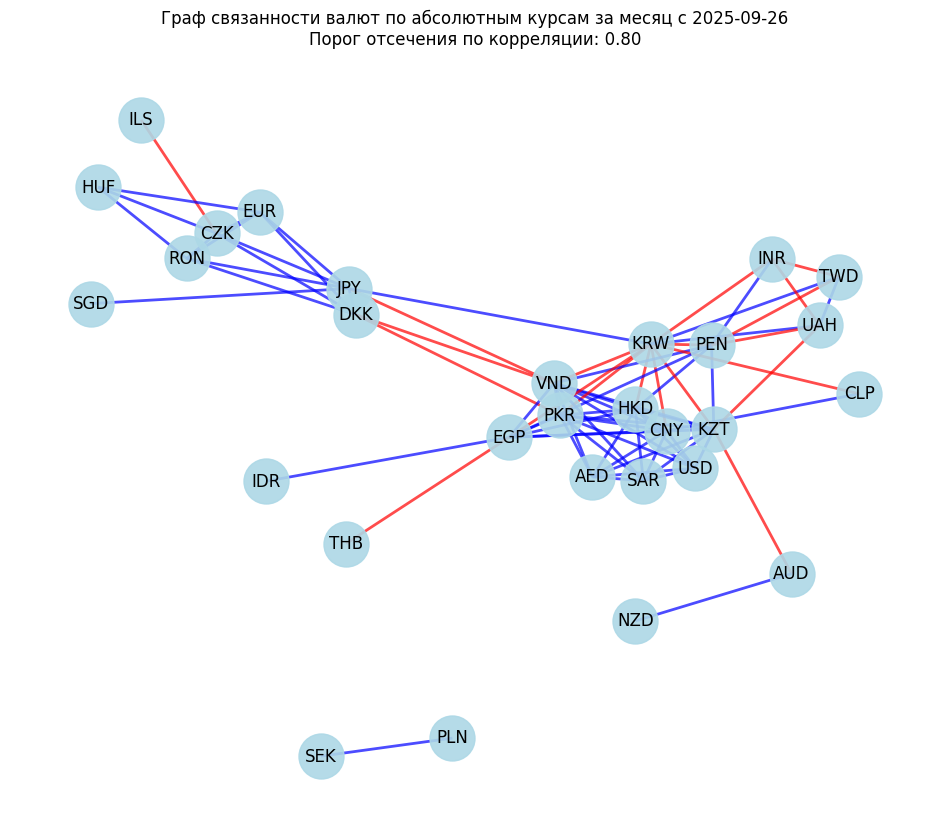 Граф связанности валют по абсолютным курсам за месяц с 2025-09-26
Порог отсечения по корреляции: 0.80
ILS
HUF
EUR
CZK
RON
INR
TWD
JPY
SGD
DKK
UAH
KRW
PEN
VND
CLP
HKD
PKR
CNY
KZT
EGP
USD
AED
SAR
IDR
THB
AUD
NZD
PLN
SEK